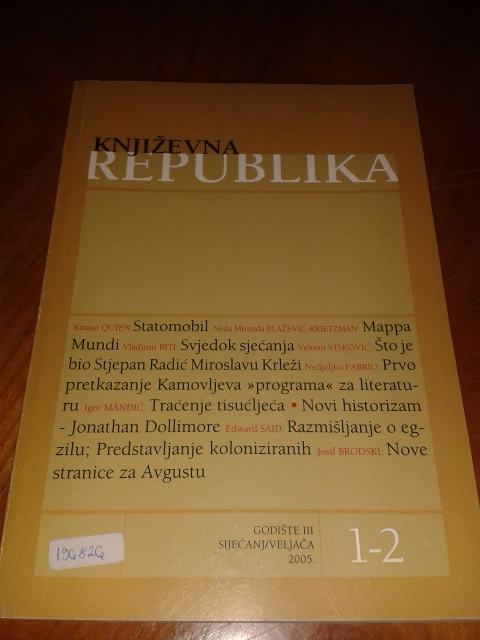 KNJIŽEVNA
REPUBLIKA
Kruno QUIEN Statomobil Neda Miranda BLAŽEVIĆ-KRIETZMAN: Mappa
Mundi Vladimir BITI: Svjedok sjećanja Velimir VISKOVIĆ: Što je
bio Stjepan Radić Miroslavu Krleži Nedjeljko FABRIO: Prvo
pretkazanje Kamovljeva »programa« za literatu-
ru Igor MANDIĆ: Traćenje tisućljeća • Novi historizam
- Jonathan Dollimore Edward SAID: Razmišljanje o eg-
zilu; Predstavljanje koloniziranih Josif BRODSKI: Nove
stranice za Avgustu
196826
GODIŠTE III
SIJEČANJ/VELJAČA
2005.
1-2